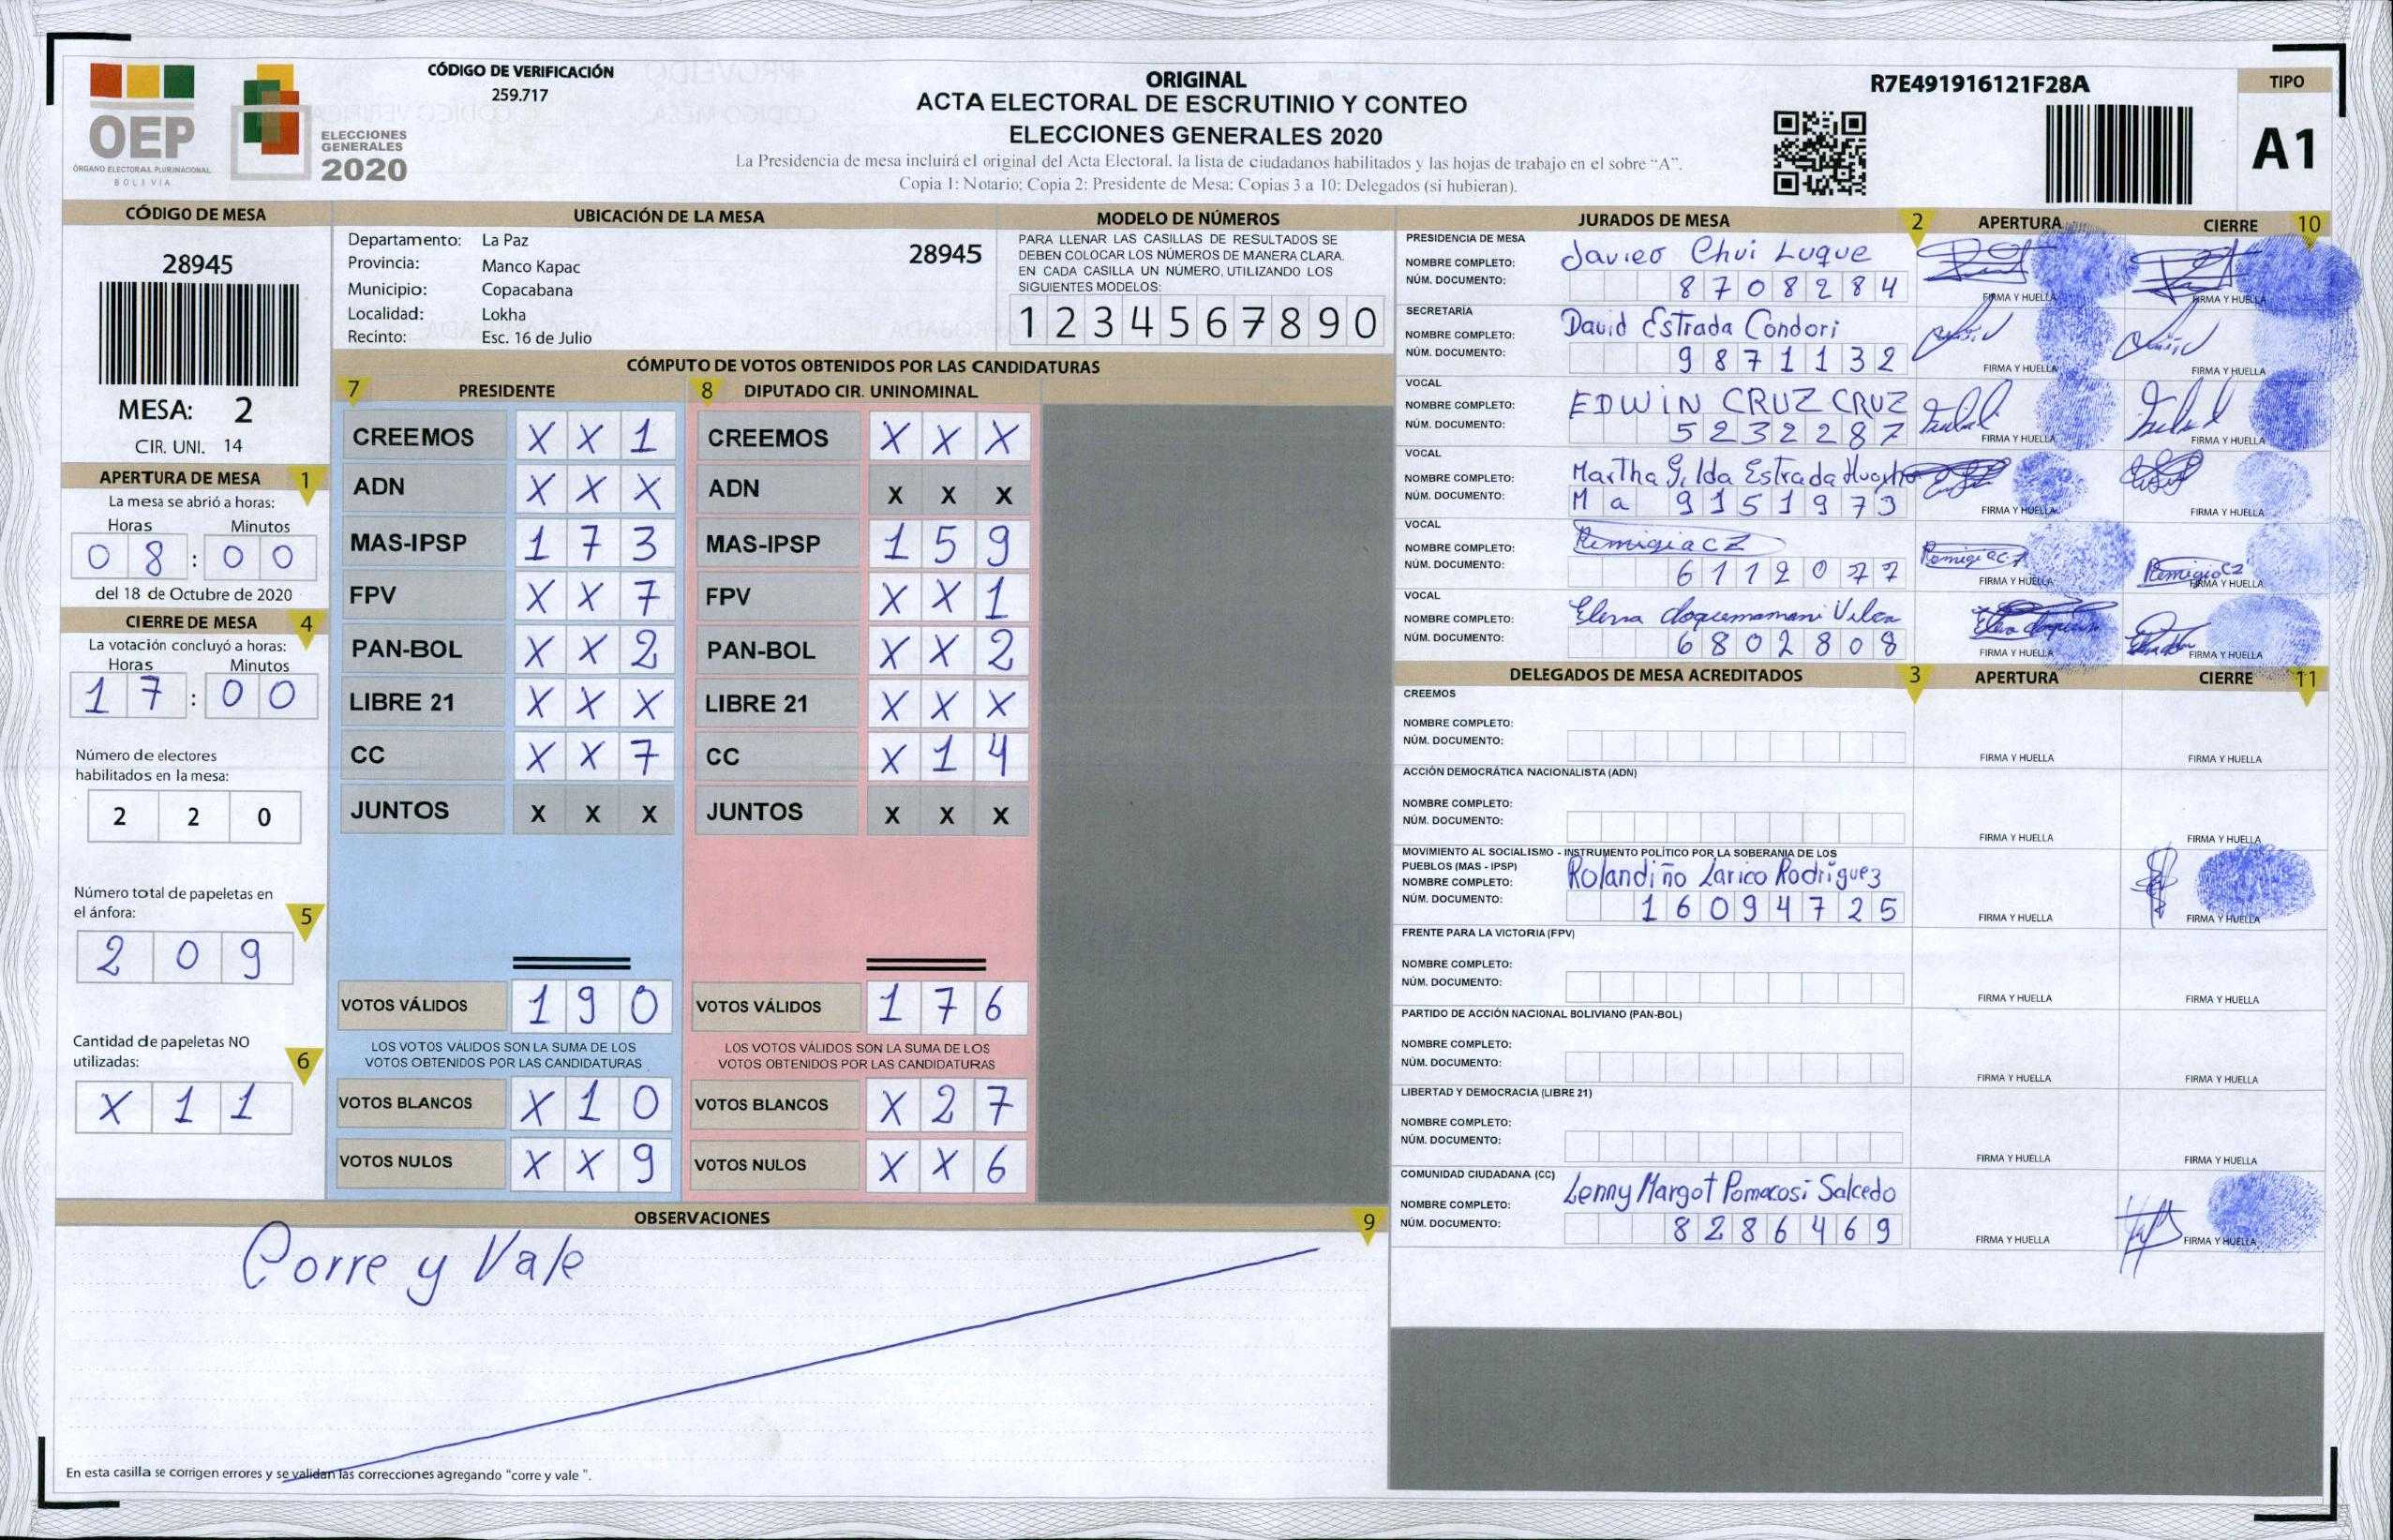 OEP
ÓRGANO ELECTORAL PLURINACIONAL
BOLIVIA
ELECCIONES
GENERALES
2020
CÓDIGO DE VERIFICACIÓN
259.717
ORIGINAL
ACTA ELECTORAL DE ESCRUTINIO Y CONTEO
ELECCIONES GENERALES 2020
La Presidencia de mesa incluirá el original del Acta Electoral. la lista de ciudadanos habilitados y las hojas de trabajo en el sobre “A”.
Copia 1: Notario; Copia 2: Presidente de Mesa; Copias 3 a 10: Delegados (si hubieran).
R7E491916121F28A
TIPO
A1
CÓDIGO DE MESA
28945
MESA: 2
CIR. UNI. 14
APERTURA DE MESA 1
La mesa se abrió a horas:
Horas Minutos
0 8 : 0 0
del 18 de Octubre de 2020
CIERRE DE MESA 4
La votación concluyó a horas:
Horas Minutos
1 7 : 0 0
Número de electores
habilitados en la mesa:
2 2 0
Número total de papeletas en
el ánfora: 5
2 0 9
Cantidad de papeletas NO
utilizadas: 6
X 1 1
UBICACIÓN DE LA MESA
Departamento: La Paz 28945
Provincia: Manco Kapac
Municipio: Copacabana
Localidad: Lokha
Recinto: Esc. 16 de Julio
MODELO DE NÚMEROS
PARA LLENAR LAS CASILLAS DE RESULTADOS SE
DEBEN COLOCAR LOS NÚMEROS DE MANERA CLARA.
EN CADA CASILLA UN NÚMERO, UTILIZANDO LOS
SIGUIENTES MODELOS:
1 2 3 4 5 6 7 8 9 0
CÓMPUTO DE VOTOS OBTENIDOS POR LAS CANDIDATURAS
7 PRESIDENTE
CREEMOS X X 1
ADN X X X
MAS-IPSP 1 7 3
FPV X X 7
PAN-BOL X X 2
LIBRE 21 X X X
CC X X 7
JUNTOS X X X
VOTOS VÁLIDOS 1 9 0
LOS VOTOS VÁLIDOS SON LA SUMA DE LOS
VOTOS OBTENIDOS POR LAS CANDIDATURAS
VOTOS BLANCOS X 1 0
VOTOS NULOS X X 9
8 DIPUTADO CIR. UNINOMINAL
CREEMOS X X X
ADN X X X
MAS-IPSP 1 5 9
FPV X X 1
PAN-BOL X X 2
LIBRE 21 X X X
CC X 1 4
JUNTOS X X X
VOTOS VÁLIDOS 1 7 6
LOS VOTOS VÁLIDOS SON LA SUMA DE LOS
VOTOS OBTENIDOS POR LAS CANDIDATURAS
VOTOS BLANCOS X 2 7
VOTOS NULOS X X 6
OBSERVACIONES 9
Corre y Vale
En esta casilla se corrigen errores y se validan las correcciones agregando "corre y vale ".
JURADOS DE MESA 2 APERTURA CIERRE 10
PRESIDENCIA DE MESA
NOMBRE COMPLETO: Javier Chui Luque
NÚM. DOCUMENTO: 8 7 0 8 2 8 4
FIRMA Y HUELLA FIRMA Y HUELLA
SECRETARÍA
NOMBRE COMPLETO: David Estrada Condori
NÚM. DOCUMENTO: 9 8 7 1 1 3 2
FIRMA Y HUELLA FIRMA Y HUELLA
VOCAL
NOMBRE COMPLETO: EDWiN CRUZ CRUZ
NÚM. DOCUMENTO: 5 2 3 2 2 8 7
FIRMA Y HUELLA FIRMA Y HUELLA
VOCAL
NOMBRE COMPLETO: Martha Gilda Estrada
NÚM. DOCUMENTO: M a 9 1 5 1 9 7 3
FIRMA Y HUELLA FIRMA Y HUELLA
VOCAL
NOMBRE COMPLETO: Remigia C Z
NÚM. DOCUMENTO: 6 1 1 2 0 7 7
FIRMA Y HUELLA FIRMA Y HUELLA
VOCAL
NOMBRE COMPLETO: Elena Choquemamani Vilca
NÚM. DOCUMENTO: 6 8 0 2 8 0 8
FIRMA Y HUELLA FIRMA Y HUELLA
DELEGADOS DE MESA ACREDITADOS 3 APERTURA CIERRE 11
CREEMOS
NOMBRE COMPLETO:
NÚM. DOCUMENTO:
FIRMA Y HUELLA FIRMA Y HUELLA
ACCIÓN DEMOCRÁTICA NACIONALISTA (ADN)
NOMBRE COMPLETO:
NÚM. DOCUMENTO:
FIRMA Y HUELLA FIRMA Y HUELLA
MOVIMIENTO AL SOCIALISMO - INSTRUMENTO POLÍTICO POR LA SOBERANIA DE LOS
PUEBLOS (MAS - IPSP)
NOMBRE COMPLETO: Rolandiño Larico Rodriguez
NÚM. DOCUMENTO: 1 6 0 9 4 7 2 5
FIRMA Y HUELLA FIRMA Y HUELLA
FRENTE PARA LA VICTORIA (FPV)
NOMBRE COMPLETO:
NÚM. DOCUMENTO:
FIRMA Y HUELLA FIRMA Y HUELLA
PARTIDO DE ACCIÓN NACIONAL BOLIVIANO (PAN-BOL)
NOMBRE COMPLETO:
NÚM. DOCUMENTO:
FIRMA Y HUELLA FIRMA Y HUELLA
LIBERTAD Y DEMOCRACIA (LIBRE 21)
NOMBRE COMPLETO:
NÚM. DOCUMENTO:
FIRMA Y HUELLA FIRMA Y HUELLA
COMUNIDAD CIUDADANA (CC)
NOMBRE COMPLETO: Lenny Margot Pomacosi Salcedo
NÚM. DOCUMENTO: 8 2 8 6 4 6 9
FIRMA Y HUELLA FIRMA Y HUELLA